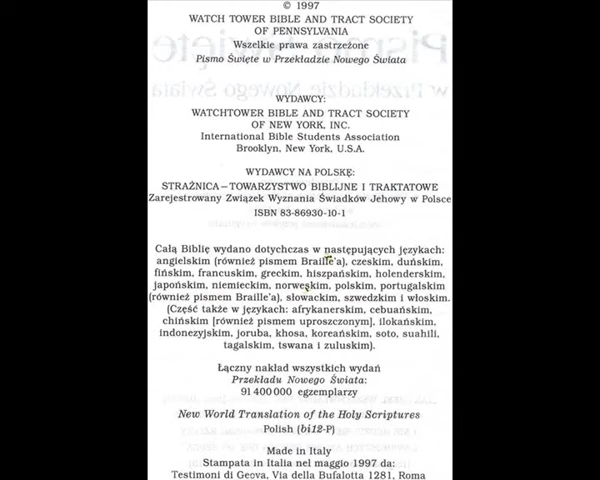 © 1997
WATCH TOWER BIBLE AND TRACT SOCIETY
OF PENNSYLVANIA
Wszelkie prawa zastrzeżone
Pismo Święte w Przekładzie Nowego Świata
WYDAWCY:
WATCHTOWER BIBLE AND TRACT SOCIETY
OF NEW YORK, INC.
International Bible Students Association
Brooklyn, New York, U.S.A.
WYDAWCY NA POLSKĘ:
STRAŻNICA—TOWARZYSTWO BIBLIJNE I TRAKTATOWE
Zarejestrowany Związek Wyznania Świadków Jehowy w Polsce
ISBN 83-86930-10-1
Całą Biblię wydano dotychczas w następujących językach:
angielskim (również pismem Braille'a), czeskim, duńskim,
fińskim, francuskim, greckim, hiszpańskim, holenderskim,
japońskim, niemieckim, norweskim, polskim, portugalskim
(również pismem Braille'a), słowackim, szwedzkim i włoskim.
(Część także w językach: afrykanerskim, cebuańskim,
chińskim [również pismem uproszczonym], ilokańskim,
indonezyjskim, joruba, khosa, koreańskim, soto, suahili,
tagalskim, tswana i zuluskim).
Łączny nakład wszystkich wydań
Przekładu Nowego Świata:
91 400 000 egzemplarzy
New World Translation of the Holy Scriptures
Polish (bi12-P)
Made in Italy
Stampata in Italia nel maggio 1997 da:
Testimoni di Geova, Via della Bufalotta 1281, Roma